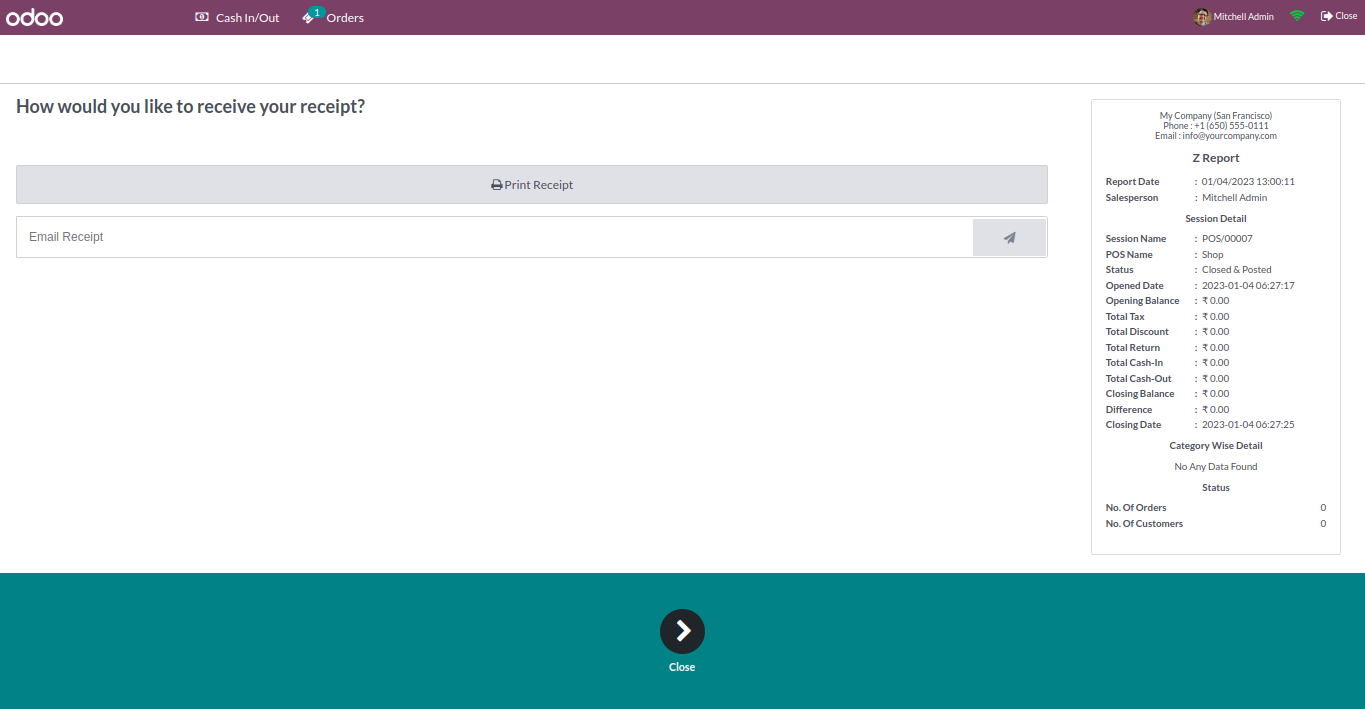 odoo
Cash In/Out
1
Orders
Mitchell Admin
Close
How would you like to receive your receipt?
Print Receipt
Email Receipt
My Company (San Francisco)
Phone : +1 (650) 555-0111
Email : info@yourcompany.com
Z Report
Report Date : 01/04/2023 13:00:11
Salesperson : Mitchell Admin
Session Detail
Session Name : POS/00007
POS Name : Shop
Status : Closed & Posted
Opened Date : 2023-01-04 06:27:17
Opening Balance : ₹ 0.00
Total Tax : ₹ 0.00
Total Discount : ₹ 0.00
Total Return : ₹ 0.00
Total Cash-In : ₹ 0.00
Total Cash-Out : ₹ 0.00
Closing Balance : ₹ 0.00
Difference : ₹ 0.00
Closing Date : 2023-01-04 06:27:25
Category Wise Detail
No Any Data Found
Status
No. Of Orders 0
No. Of Customers 0
Close